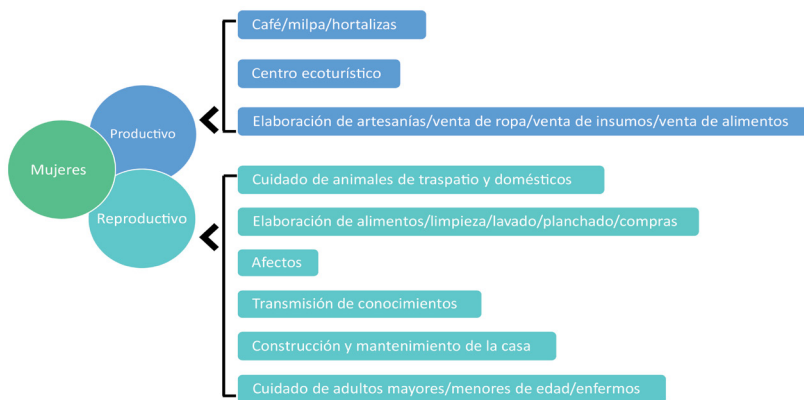 Café/milpa/hortalizas
Centro ecoturístico
Elaboración de artesanías/venta de ropa/venta de insumos/venta de alimentos
Productivo
Mujeres
Reproductivo
Cuidado de animales de traspatio y domésticos
Elaboración de alimentos/limpieza/lavado/planchado/compras
Afectos
Transmisión de conocimientos
Construcción y mantenimiento de la casa
Cuidado de adultos mayores/menores de edad/enfermos